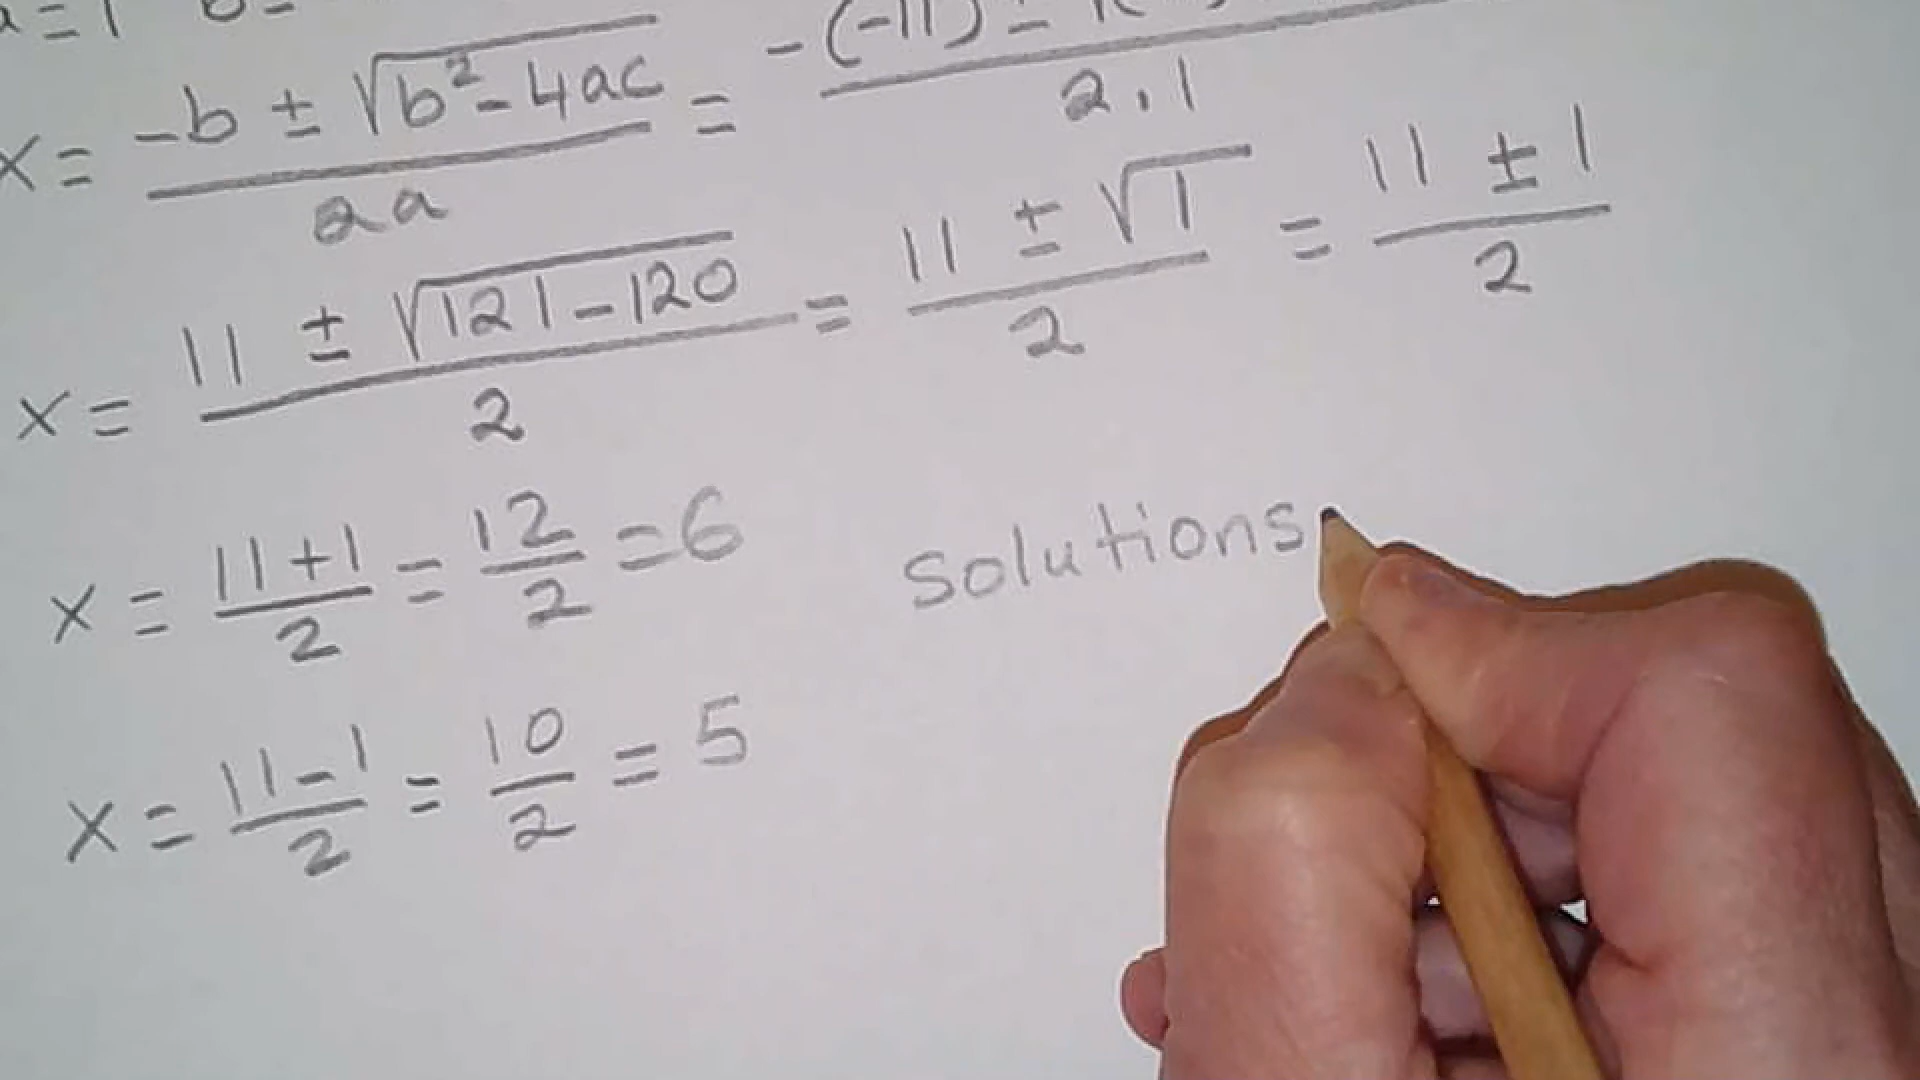 a = 1
x = (-b ± √(b² - 4ac)) / 2a = -(-11) ± / 2.1
x = (11 ± √(121 - 120)) / 2 = (11 ± √1) / 2 = (11 ± 1) / 2
x = (11 + 1) / 2 = 12 / 2 = 6
solutions
x = (11 - 1) / 2 = 10 / 2 = 5